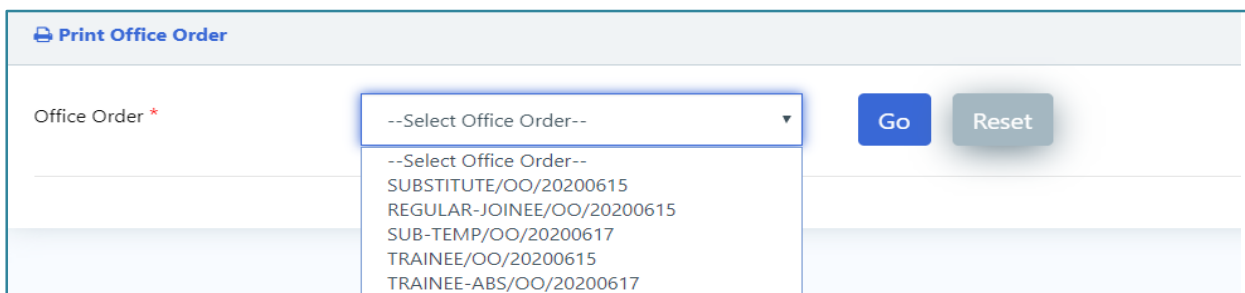 Print Office Order
Office Order * --Select Office Order-- Go Reset
--Select Office Order--
SUBSTITUTE/OO/20200615
REGULAR-JOINEE/OO/20200615
SUB-TEMP/OO/20200617
TRAINEE/OO/20200615
TRAINEE-ABS/OO/20200617